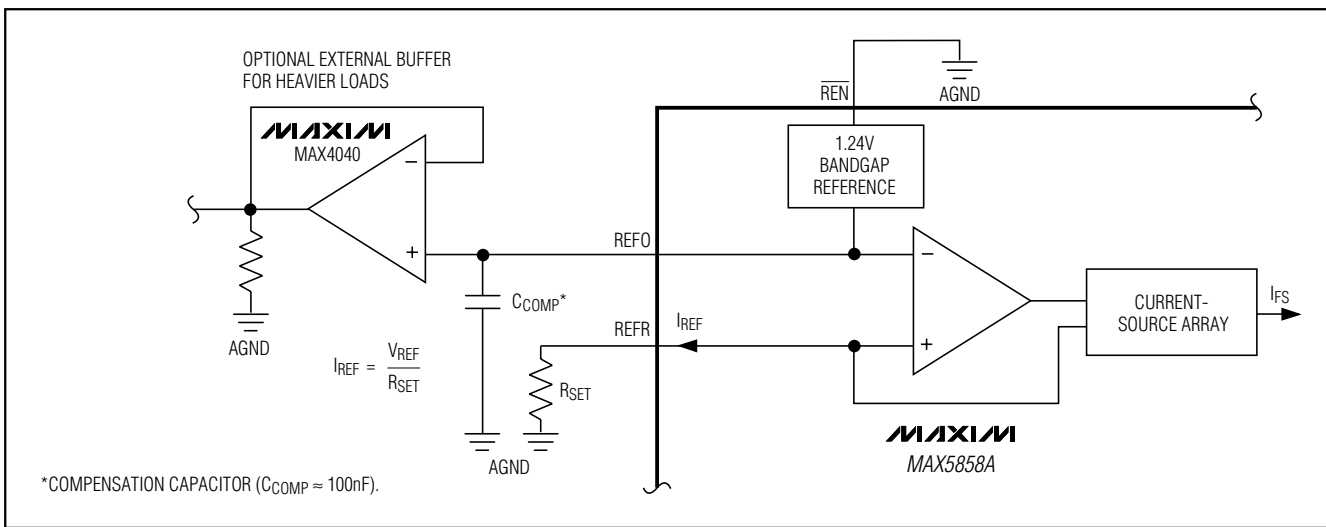 OPTIONAL EXTERNAL BUFFER
FOR HEAVIER LOADS
MAXIM
MAX4040
−
+
AGND
REN
AGND
1.24V
BANDGAP
REFERENCE
REFO
CCOMP*
REFR
IREF
IREF = VREF
RSET
RSET
AGND
−
+
CURRENT-
SOURCE ARRAY
IFS
MAXIM
MAX5858A
*COMPENSATION CAPACITOR (CCOMP ≈ 100nF).